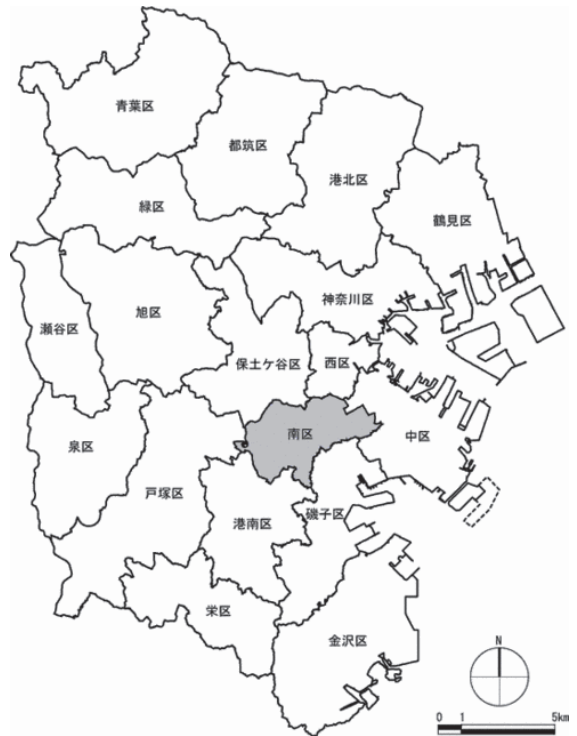 青葉区
都筑区
港北区
緑区
鶴見区
神奈川区
瀬谷区
旭区
保土ケ谷区
西区
南区
中区
泉区
戸塚区
港南区
磯子区
栄区
金沢区
N
0 1 5km